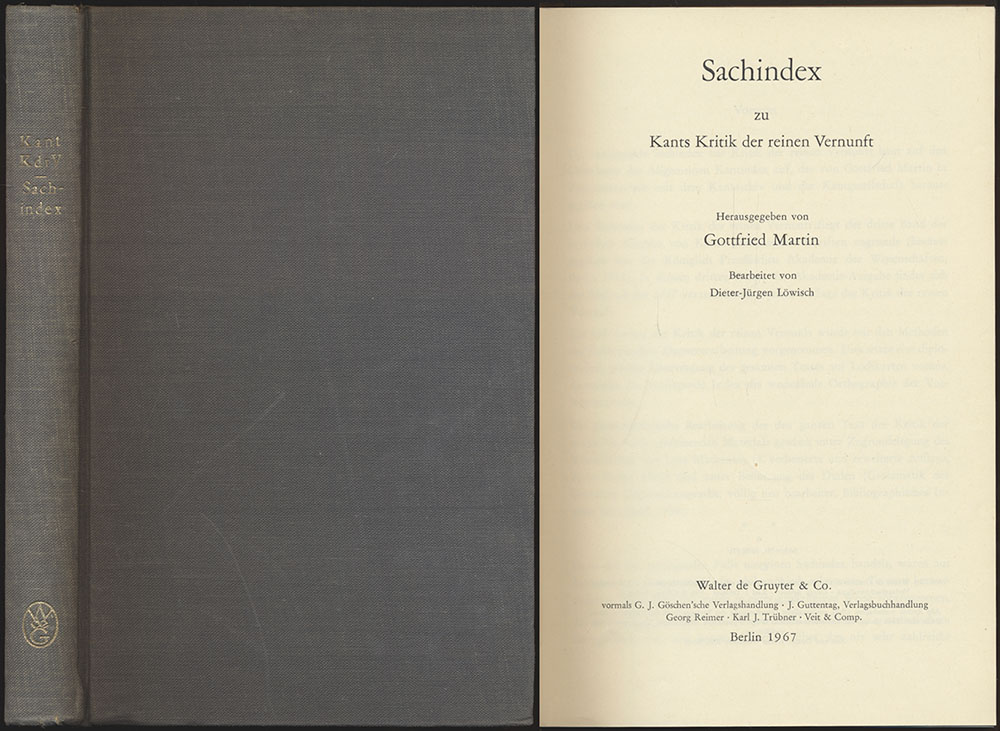 Kant
KdrV
—
Sach-
index
WdG
Sachindex
zu
Kants Kritik der reinen Vernunft
Herausgegeben von
Gottfried Martin
Bearbeitet von
Dieter-Jürgen Löwisch
Walter de Gruyter & Co.
vormals G. J. Göschen'sche Verlagshandlung · J. Guttentag, Verlagsbuchhandlung
Georg Reimer · Karl J. Trübner · Veit & Comp.
Berlin 1967